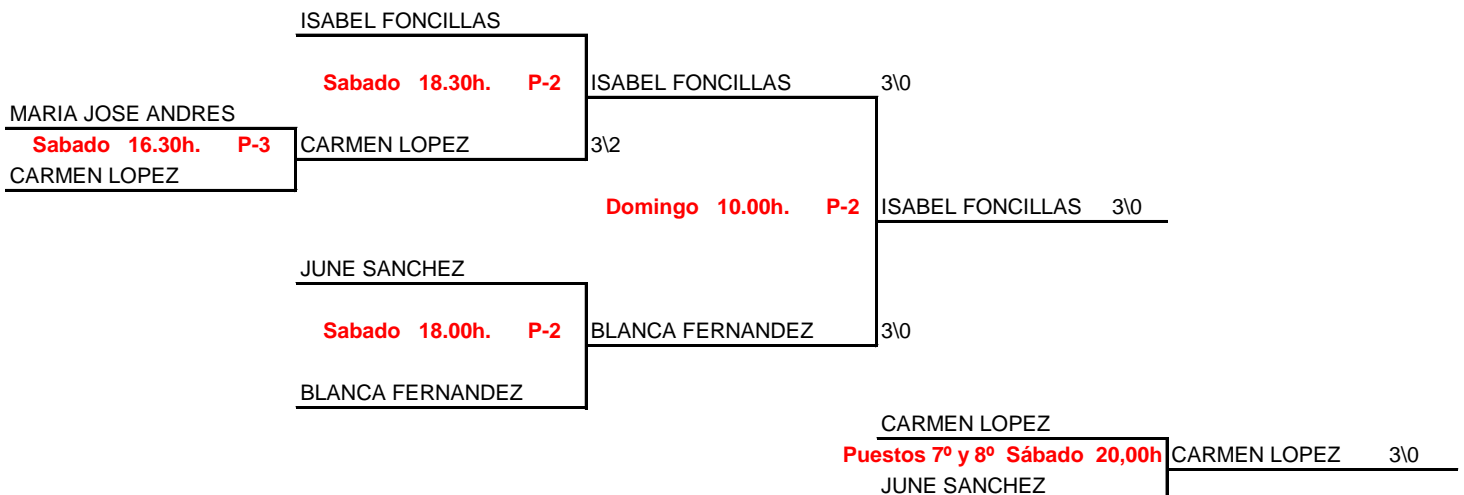 ISABEL FONCILLAS
Sabado 18.30h. P-2 ISABEL FONCILLAS 3\0
MARIA JOSE ANDRES
Sabado 16.30h. P-3 CARMEN LOPEZ 3\2
CARMEN LOPEZ
Domingo 10.00h. P-2 ISABEL FONCILLAS 3\0
JUNE SANCHEZ
Sabado 18.00h. P-2 BLANCA FERNANDEZ 3\0
BLANCA FERNANDEZ
CARMEN LOPEZ
Puestos 7º y 8º Sábado 20,00h CARMEN LOPEZ 3\0
JUNE SANCHEZ